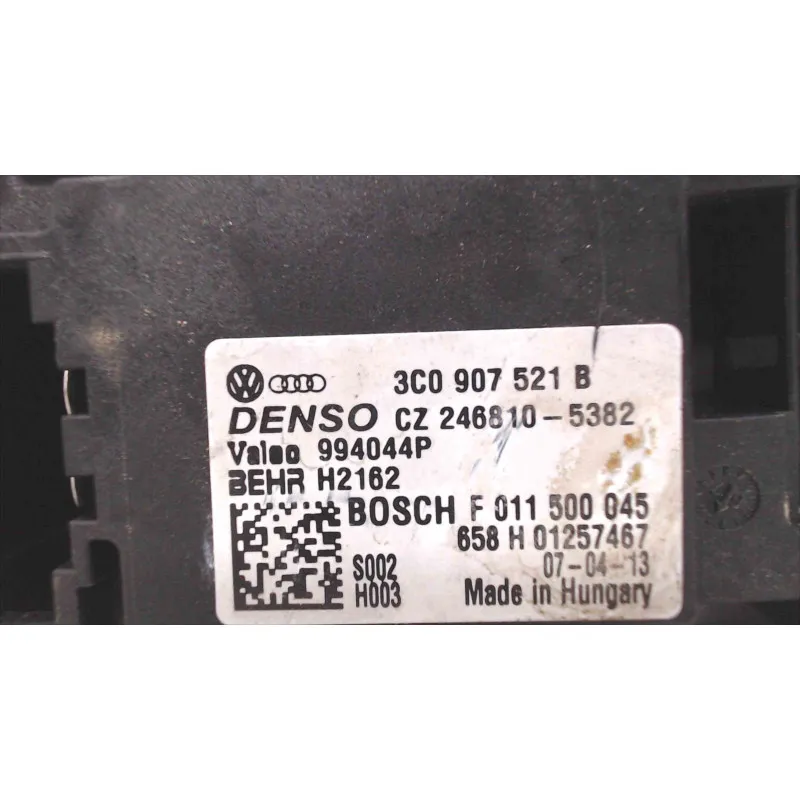 3C0 907 521 B
DENSO CZ 246810-5382
Valeo 994044P
BEHR H2162
BOSCH F 011 500 045
658 H 01257467
S002 07-04-13
H003 Made in Hungary